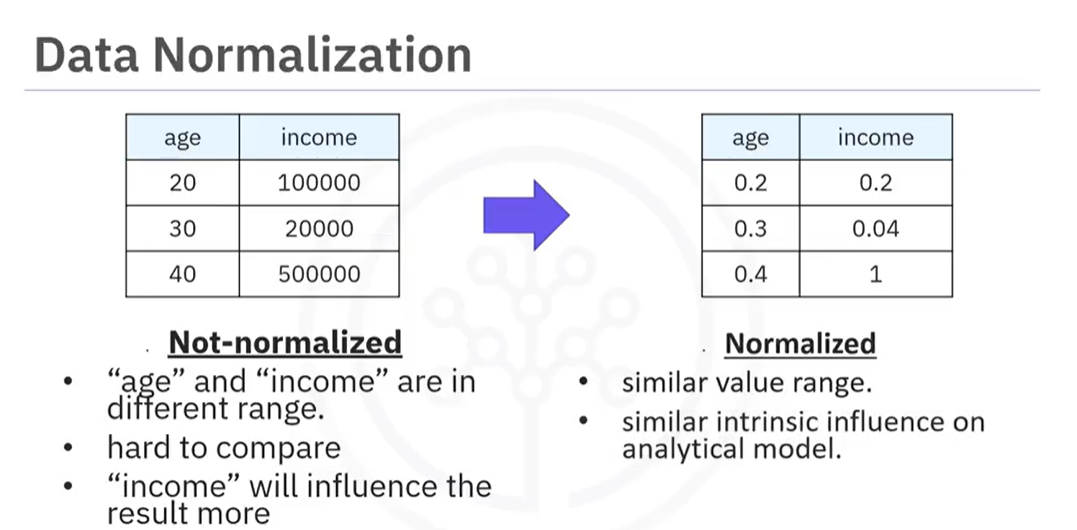 Data Normalization
age income
20 100000
30 20000
40 500000
age income
0.2 0.2
0.3 0.04
0.4 1
Not-normalized
• “age” and “income” are in
different range.
• hard to compare
• “income” will influence the
result more
Normalized
• similar value range.
• similar intrinsic influence on
analytical model.